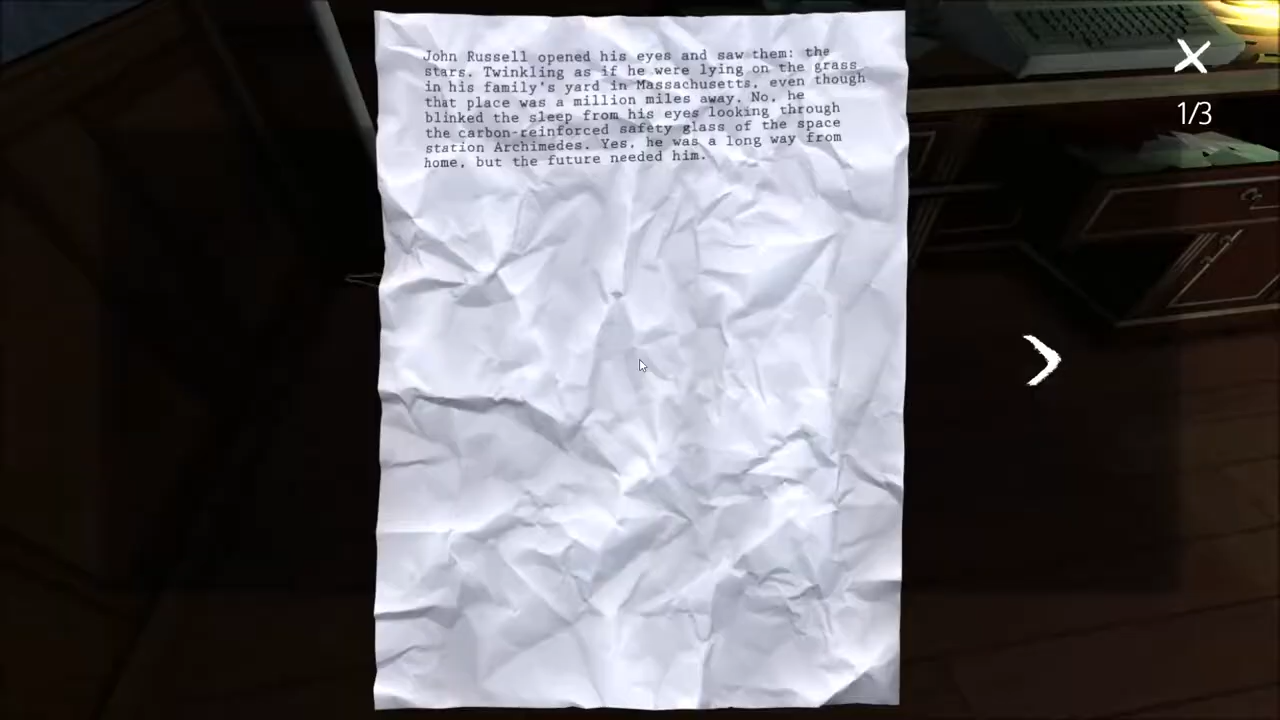 John Russell opened his eyes and saw them: the
stars. Twinkling as if he were lying on the grass
in his family's yard in Massachusetts, even though
that place was a million miles away. No, he
blinked the sleep from his eyes looking through
the carbon-reinforced safety glass of the space
station Archimedes. Yes, he was a long way from
home, but the future needed him.
1/3